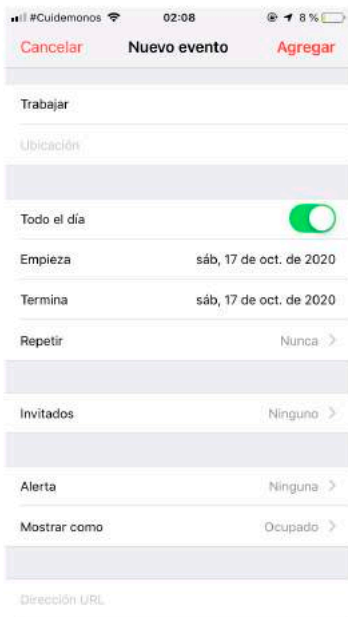 #Cuidemonos 02:08 8 %
Cancelar Nuevo evento Agregar
Trabajar
Ubicación
Todo el día
Empieza sáb, 17 de oct. de 2020
Termina sáb, 17 de oct. de 2020
Repetir Nunca
Invitados Ninguno
Alerta Ninguna
Mostrar como Ocupado
Dirección URL